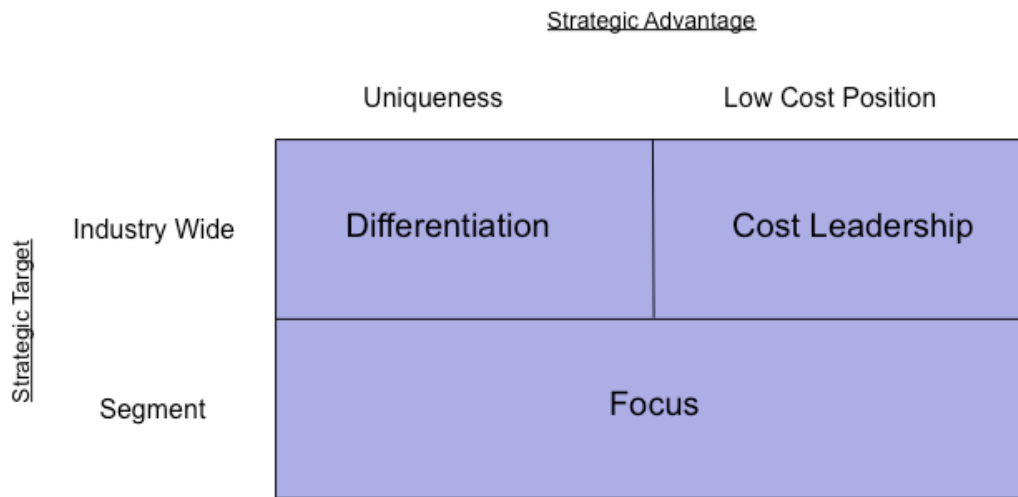 Strategic Advantage
Uniqueness
Low Cost Position
Strategic Target
Industry Wide
Differentiation
Cost Leadership
Segment
Focus